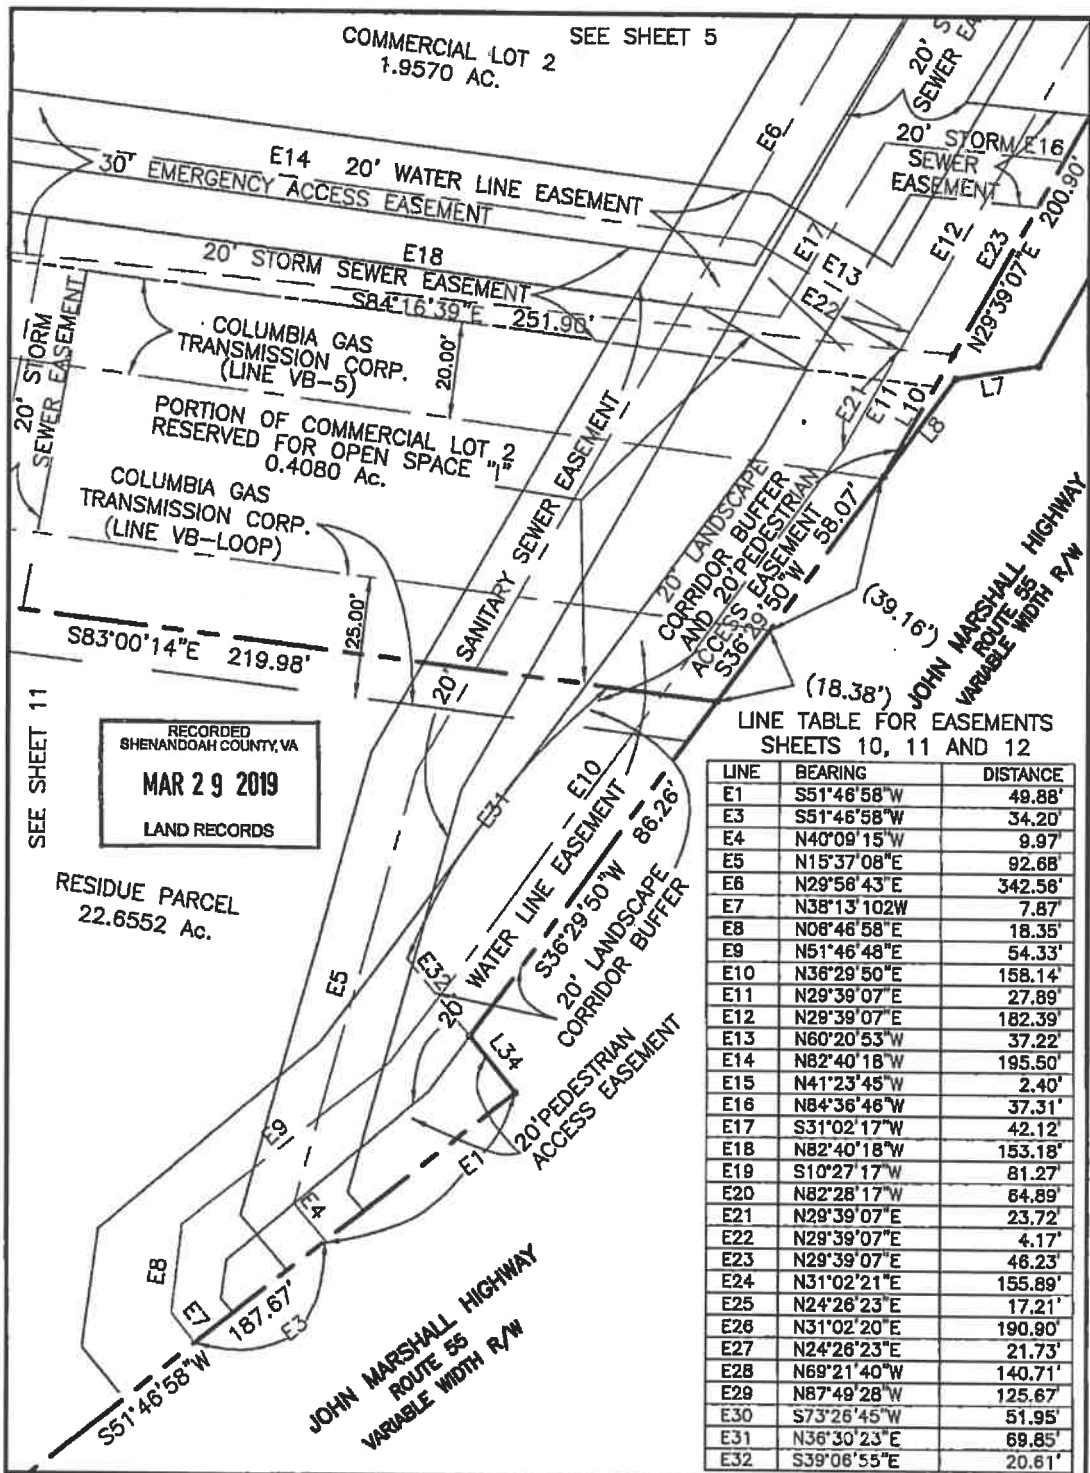 COMMERCIAL LOT 2
1.9570 AC.
SEE SHEET 5
20' S
SEWER EA
E6
20' STORM E16
SEWER
EASEMENT
200.90'
E14 20' WATER LINE EASEMENT
30' EMERGENCY ACCESS EASEMENT
E17
E13
E12
E23
N29°39'07"E
E18
20' STORM SEWER EASEMENT
E22
S84°16'39"E 251.90'
COLUMBIA GAS
TRANSMISSION CORP.
(LINE VB-5)
20.00'
20' STORM
SEWER EASEMENT
PORTION OF COMMERCIAL LOT 2
RESERVED FOR OPEN SPACE "I"
0.4080 Ac.
E21
E11
L10
L8
L7
COLUMBIA GAS
TRANSMISSION CORP.
(LINE VB-LOOP)
20' SANITARY SEWER EASEMENT
20' LANDSCAPE
CORRIDOR BUFFER
AND 20'PEDESTRIAN
ACCESS EASEMENT
S36°29'50"W 58.07'
JOHN MARSHALL HIGHWAY
ROUTE 55
VARIABLE WIDTH R/W
(39.16')
(18.38')
25.00'
S83°00'14"E 219.98'
SEE SHEET 11
RECORDED
SHENANDOAH COUNTY, VA
MAR 29 2019
LAND RECORDS
RESIDUE PARCEL
22.6552 Ac.
E31
E10
20' WATER LINE EASEMENT
S36°29'50"W 86.26'
20' LANDSCAPE
CORRIDOR BUFFER
E5
E32
L34
20'PEDESTRIAN
ACCESS EASEMENT
E9
E1
E4
E8
E7
187.67'
E3
S51°46'58"W
JOHN MARSHALL HIGHWAY
ROUTE 55
VARIABLE WIDTH R/W
LINE TABLE FOR EASEMENTS
SHEETS 10, 11 AND 12
LINE BEARING DISTANCE
E1 S51°46'58"W 49.88'
E3 S51°46'58"W 34.20'
E4 N40°09'15"W 9.97'
E5 N15°37'08"E 92.68'
E6 N29°56'43"E 342.56'
E7 N38°13'102W 7.87'
E8 N06°46'58"E 18.35'
E9 N51°46'48"E 54.33'
E10 N36°29'50"E 158.14'
E11 N29°39'07"E 27.89'
E12 N29°39'07"E 182.39'
E13 N60°20'53"W 37.22'
E14 N82°40'18"W 195.50'
E15 N41°23'45"W 2.40'
E16 N84°36'46"W 37.31'
E17 S31°02'17"W 42.12'
E18 N82°40'18"W 153.18'
E19 S10°27'17"W 81.27'
E20 N82°28'17"W 64.89'
E21 N29°39'07"E 23.72'
E22 N29°39'07"E 4.17'
E23 N29°39'07"E 46.23'
E24 N31°02'21"E 155.89'
E25 N24°26'23"E 17.21'
E26 N31°02'20"E 190.90'
E27 N24°26'23"E 21.73'
E28 N69°21'40"W 140.71'
E29 N87°49'28"W 125.67'
E30 S73°26'45"W 51.95'
E31 N36°30'23"E 69.85'
E32 S39°06'55"E 20.61'